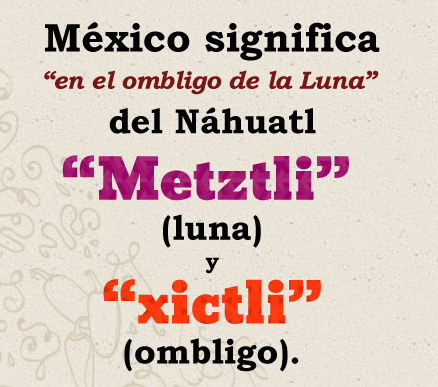 México significa
“en el ombligo de la Luna”
del Náhuatl
“Metztli”
(luna)
y
“xictli”
(ombligo).